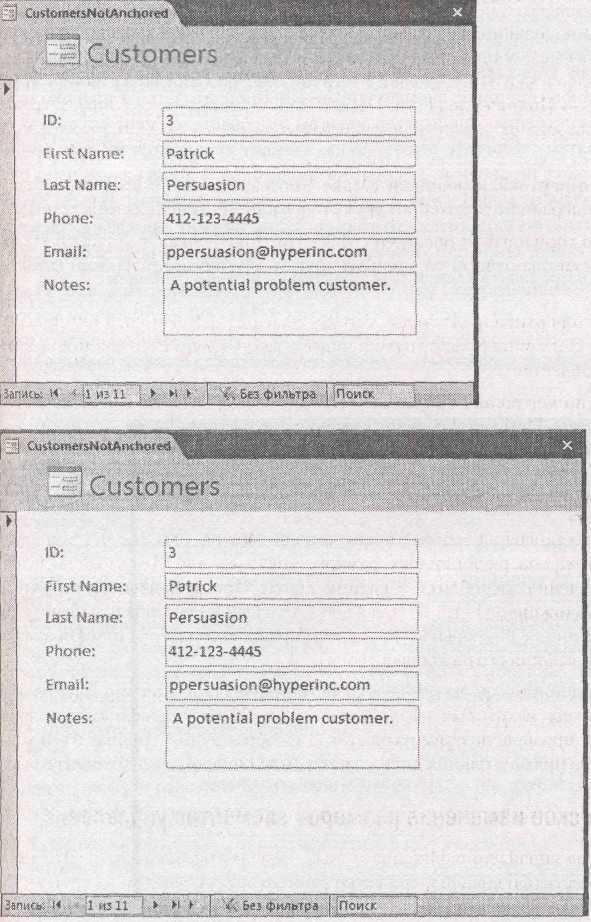 CustomersNotAnchored
Customers
ID: 3
First Name: Patrick
Last Name: Persuasion
Phone: 412-123-4445
Email: ppersuasion@hyperinc.com
Notes: A potential problem customer.
Запись: 1 из 11 Без фильтра Поиск
CustomersNotAnchored
Customers
ID: 3
First Name: Patrick
Last Name: Persuasion
Phone: 412-123-4445
Email: ppersuasion@hyperinc.com
Notes: A potential problem customer.
Запись: 1 из 11 Без фильтра Поиск